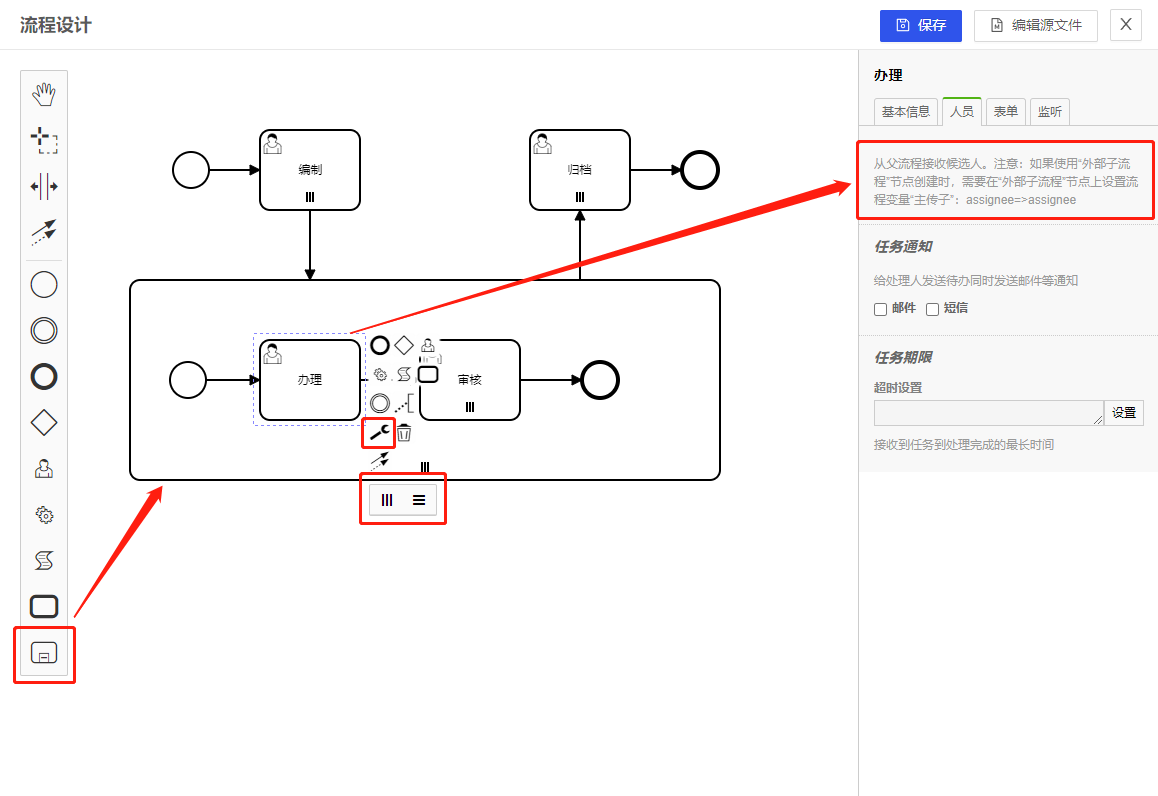 流程设计
保存
编辑源文件
X
编制
归档
办理
审核
办理
基本信息
人员
表单
监听
从父流程接收候选人。注意：如果使用“外部子流
程”节点创建时，需要在“外部子流程”节点上设置流
程变量“主传子”：assignee=>assignee
任务通知
给处理人发送待办同时发送邮件等通知
邮件
短信
任务期限
超时设置
设置
接收到任务到处理完成的最长时间